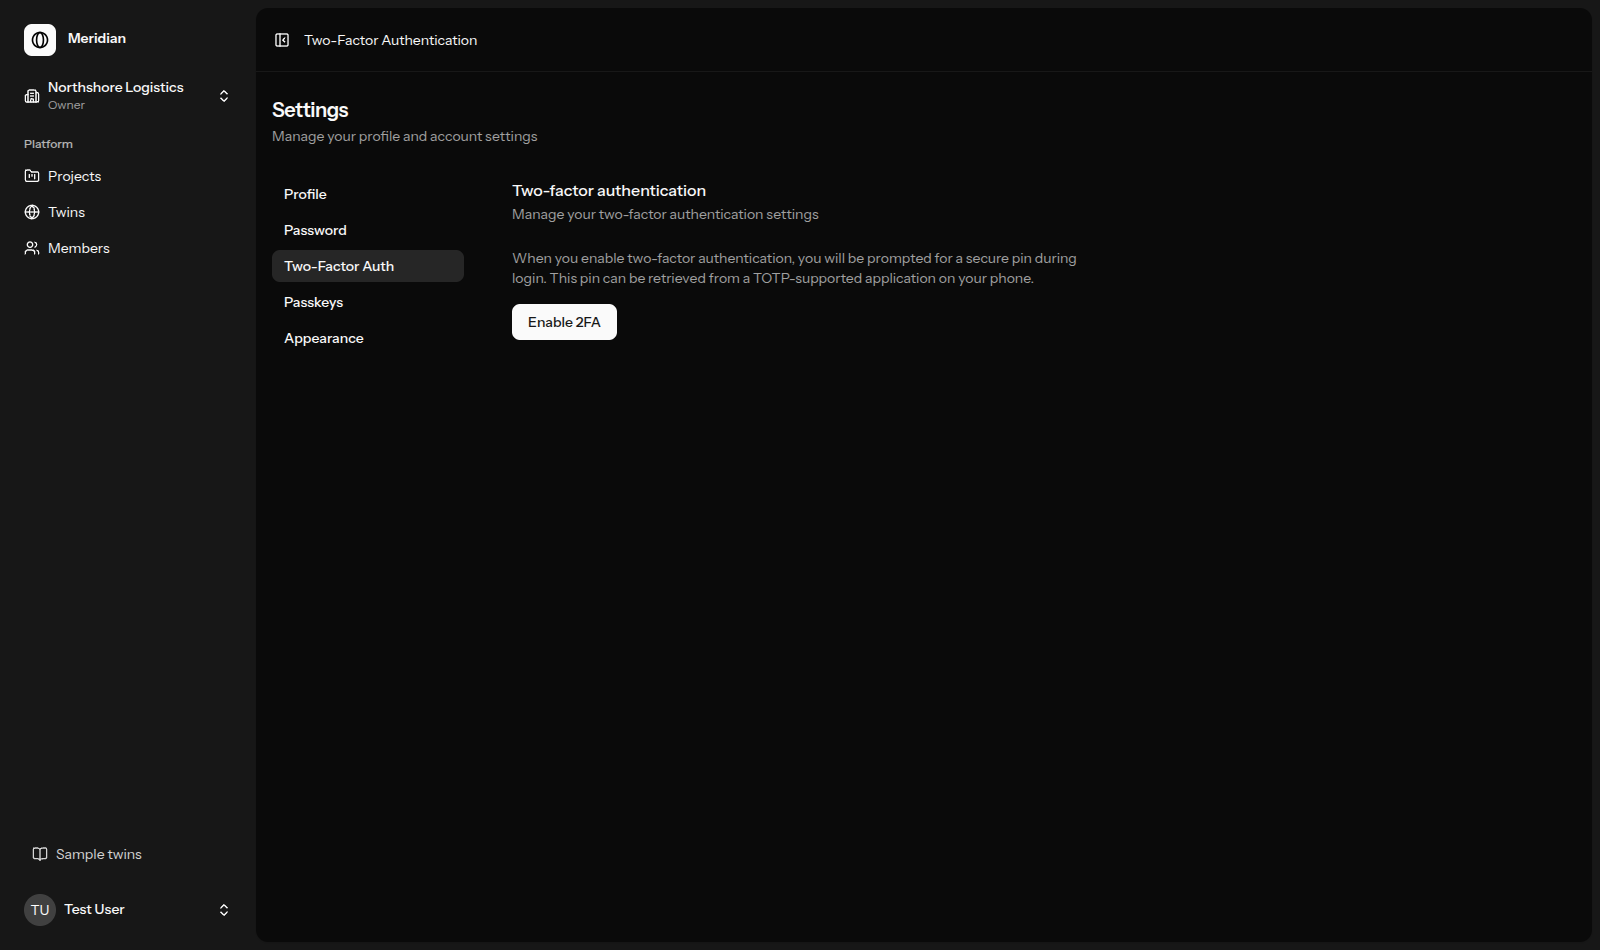 Meridian
Northshore Logistics
Owner
Platform
Projects
Twins
Members
Sample twins
TU
Test User
Two-Factor Authentication
Settings
Manage your profile and account settings
Profile
Password
Two-Factor Auth
Passkeys
Appearance
Two-factor authentication
Manage your two-factor authentication settings
When you enable two-factor authentication, you will be prompted for a secure pin during
login. This pin can be retrieved from a TOTP-supported application on your phone.
Enable 2FA